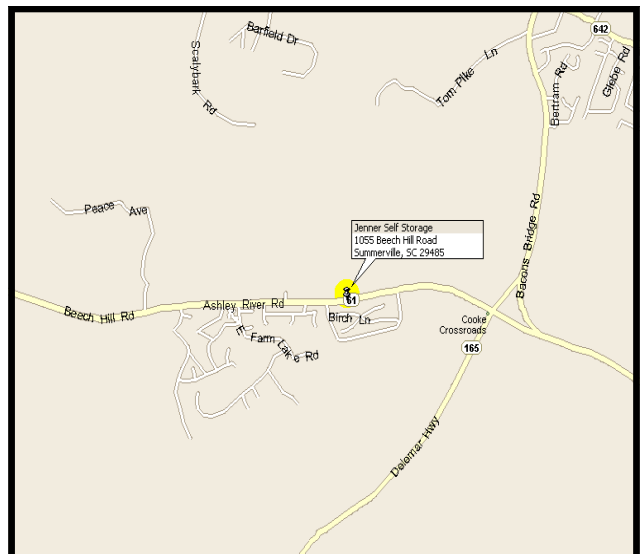 642
Barfield Dr
Scalybark Rd
Tom Pike Ln
Bertram Rd
Glebe Rd
Peace Ave
Jenner Self Storage
1055 Beech Hill Road
Summerville, SC 29485
Bacons Bridge Rd
Beech Hill Rd
Ashley River Rd
61
Birch Ln
Cooke
Crossroads
E Farm Lake Rd
165
Delemar Hwy